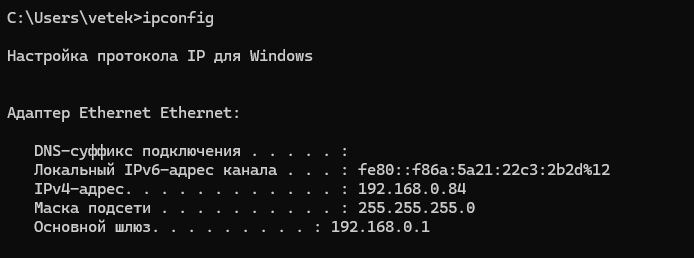 C:\Users\vetek>ipconfig
Настройка протокола IP для Windows
Адаптер Ethernet Ethernet:
DNS-суффикс подключения . . . . . :
Локальный IPv6-адрес канала . . . : fe80::f86a:5a21:22c3:2b2d%12
IPv4-адрес. . . . . . . . . . . . : 192.168.0.84
Маска подсети . . . . . . . . . . : 255.255.255.0
Основной шлюз. . . . . . . . . : 192.168.0.1